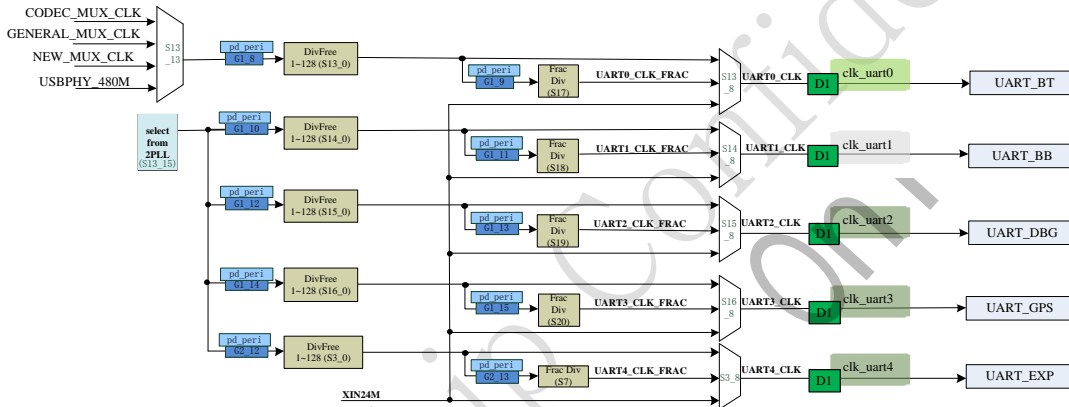 CODEC_MUX_CLK
GENERAL_MUX_CLK
NEW_MUX_CLK
USBPHY_480M
S13
_13
pd_peri
G1_8
DivFree
1~128 (S13_0)
pd_peri
G1_9
Frac
Div
(S17)
UART0_CLK_FRAC
S13
_8
UART0_CLK
D1
clk_uart0
UART_BT
select
from
2PLL
(S13_15)
pd_peri
G1_10
DivFree
1~128 (S14_0)
pd_peri
G1_11
Frac
Div
(S18)
UART1_CLK_FRAC
S14
_8
UART1_CLK
D1
clk_uart1
UART_BB
pd_peri
G1_12
DivFree
1~128 (S15_0)
pd_peri
G1_13
Frac
Div
(S19)
UART2_CLK_FRAC
S15
_8
UART2_CLK
D1
clk_uart2
UART_DBG
pd_peri
G1_14
DivFree
1~128 (S16_0)
pd_peri
G1_15
Frac
Div
(S20)
UART3_CLK_FRAC
S16
_8
UART3_CLK
D1
clk_uart3
UART_GPS
pd_peri
G2_12
DivFree
1~128 (S3_0)
pd_peri
G2_13
Frac Div
(S7)
UART4_CLK_FRAC
S3_8
UART4_CLK
D1
clk_uart4
UART_EXP
XIN24M